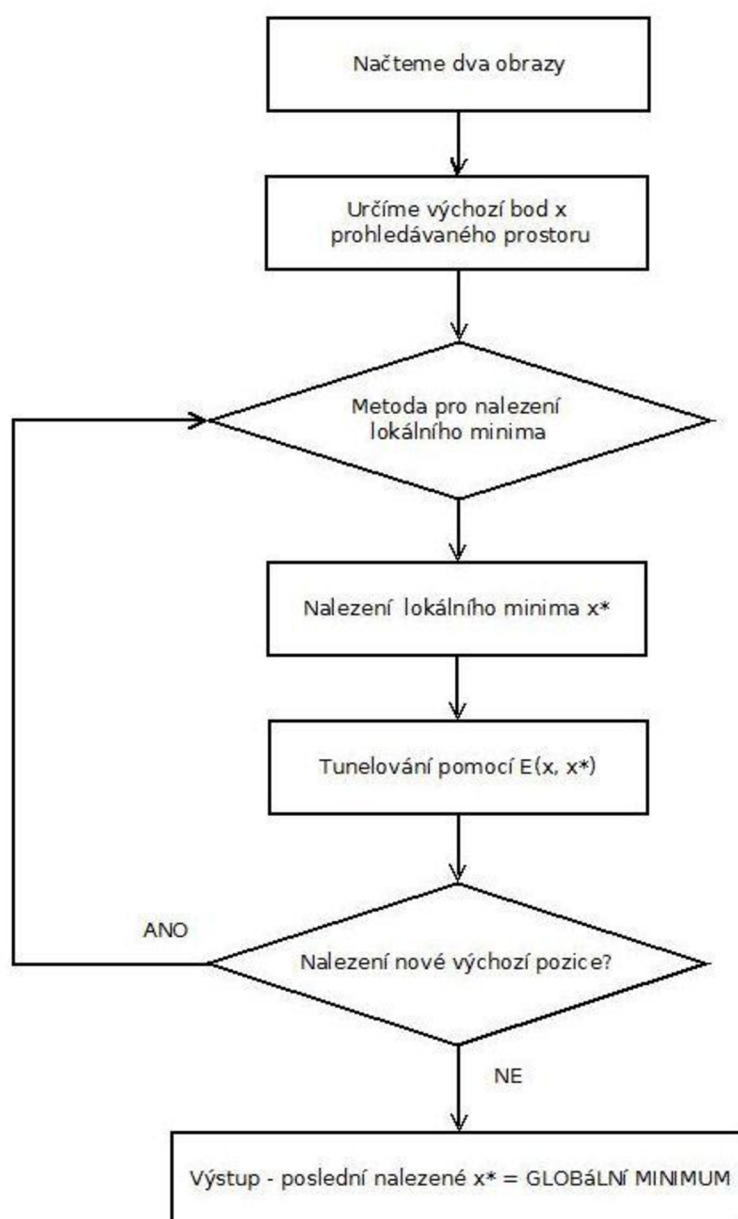 Načteme dva obrazy
Určíme výchozí bod x
prohledávaného prostoru
Metoda pro nalezení
lokálního minima
Nalezení lokálního minima x*
Tunelování pomocí E(x, x*)
ANO
Nalezení nové výchozí pozice?
NE
Výstup - poslední nalezené x* = GLOBáLNí MINIMUM